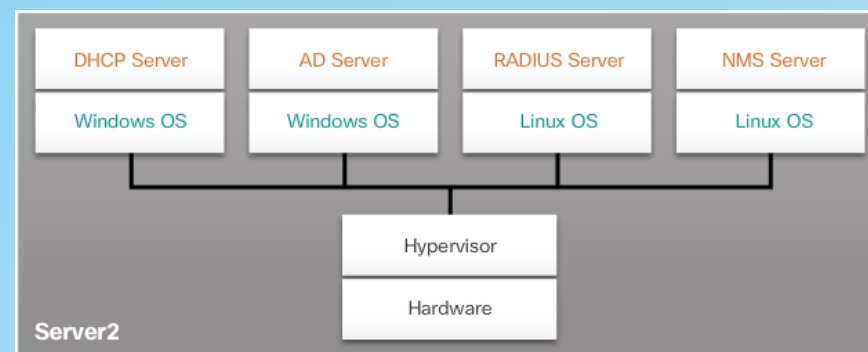 DHCP Server AD Server RADIUS Server NMS Server
Windows OS Windows OS Linux OS Linux OS
Hypervisor
Hardware
Server2